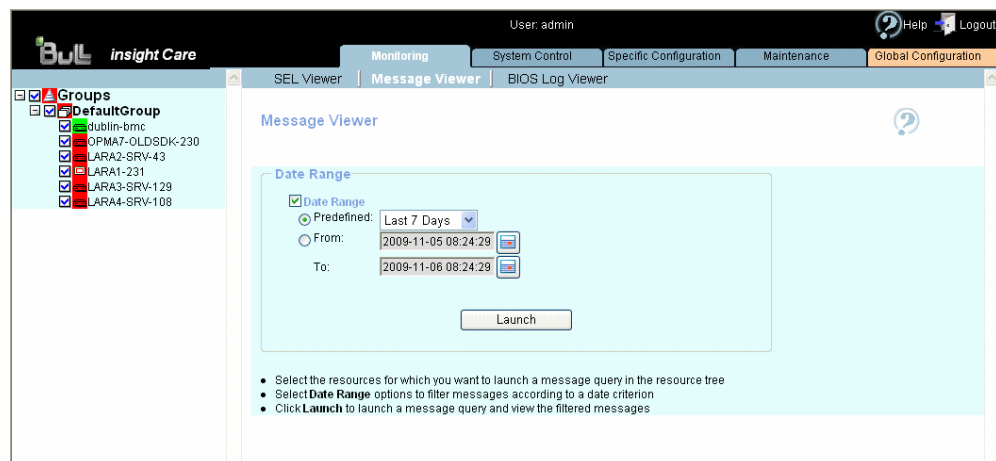 User: admin
Help
Logout
Bull insight Care
Monitoring
System Control
Specific Configuration
Maintenance
Global Configuration
SEL Viewer
Message Viewer
BIOS Log Viewer
Groups
DefaultGroup
dublin-bmc
OPMA7-OLDSDK-230
LARA2-SRV-43
LARA1-231
LARA3-SRV-129
LARA4-SRV-108
Message Viewer
Date Range
Date Range
Predefined: Last 7 Days
From: 2009-11-05 08:24:29
To: 2009-11-06 08:24:29
Launch
Select the resources for which you want to launch a message query in the resource tree
Select Date Range options to filter messages according to a date criterion
Click Launch to launch a message query and view the filtered messages